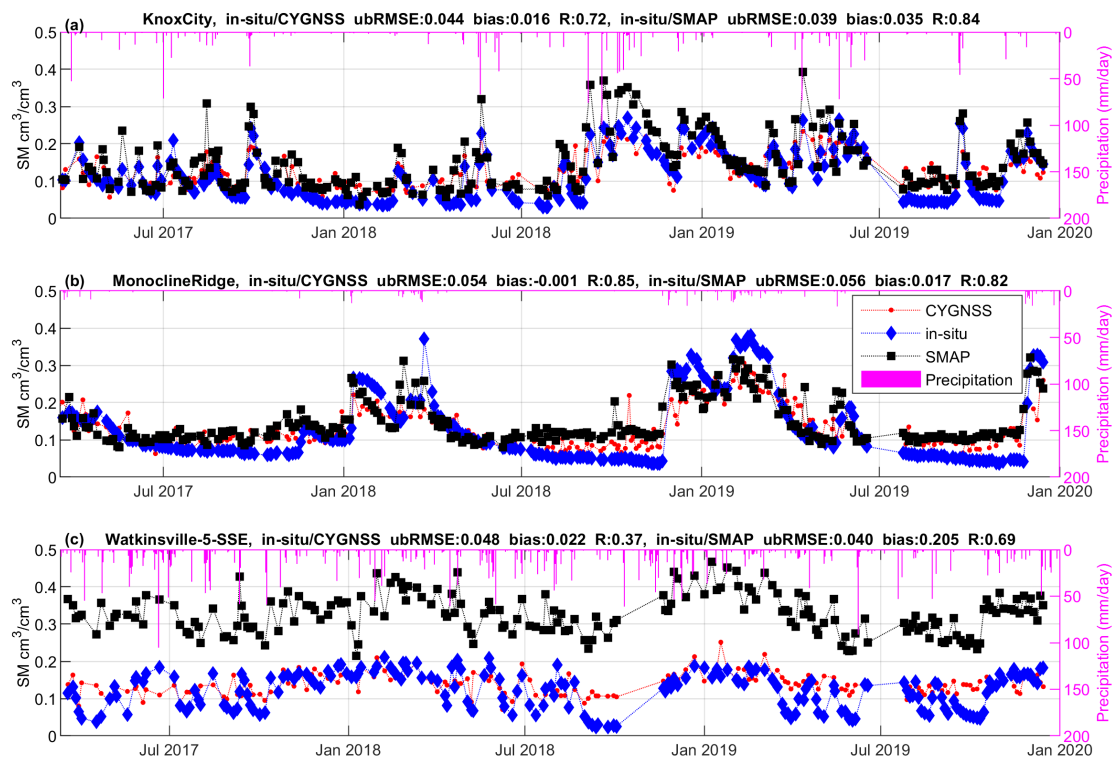 (a) KnoxCity, in-situ/CYGNSS ubRMSE:0.044 bias:0.016 R:0.72, in-situ/SMAP ubRMSE:0.039 bias:0.035 R:0.84
SM cm³/cm³
0.5
0.4
0.3
0.2
0.1
0
0
50
100
150
200
Precipitation (mm/day)
Jul 2017 Jan 2018 Jul 2018 Jan 2019 Jul 2019 Jan 2020
(b) MonoclineRidge, in-situ/CYGNSS ubRMSE:0.054 bias:-0.001 R:0.85, in-situ/SMAP ubRMSE:0.056 bias:0.017 R:0.82
SM cm³/cm³
0.5
0.4
0.3
0.2
0.1
0
CYGNSS
in-situ
SMAP
Precipitation
0
50
100
150
200
Precipitation (mm/day)
Jul 2017 Jan 2018 Jul 2018 Jan 2019 Jul 2019 Jan 2020
(c) Watkinsville-5-SSE, in-situ/CYGNSS ubRMSE:0.048 bias:0.022 R:0.37, in-situ/SMAP ubRMSE:0.040 bias:0.205 R:0.69
SM cm³/cm³
0.5
0.4
0.3
0.2
0.1
0
0
50
100
150
200
Precipitation (mm/day)
Jul 2017 Jan 2018 Jul 2018 Jan 2019 Jul 2019 Jan 2020